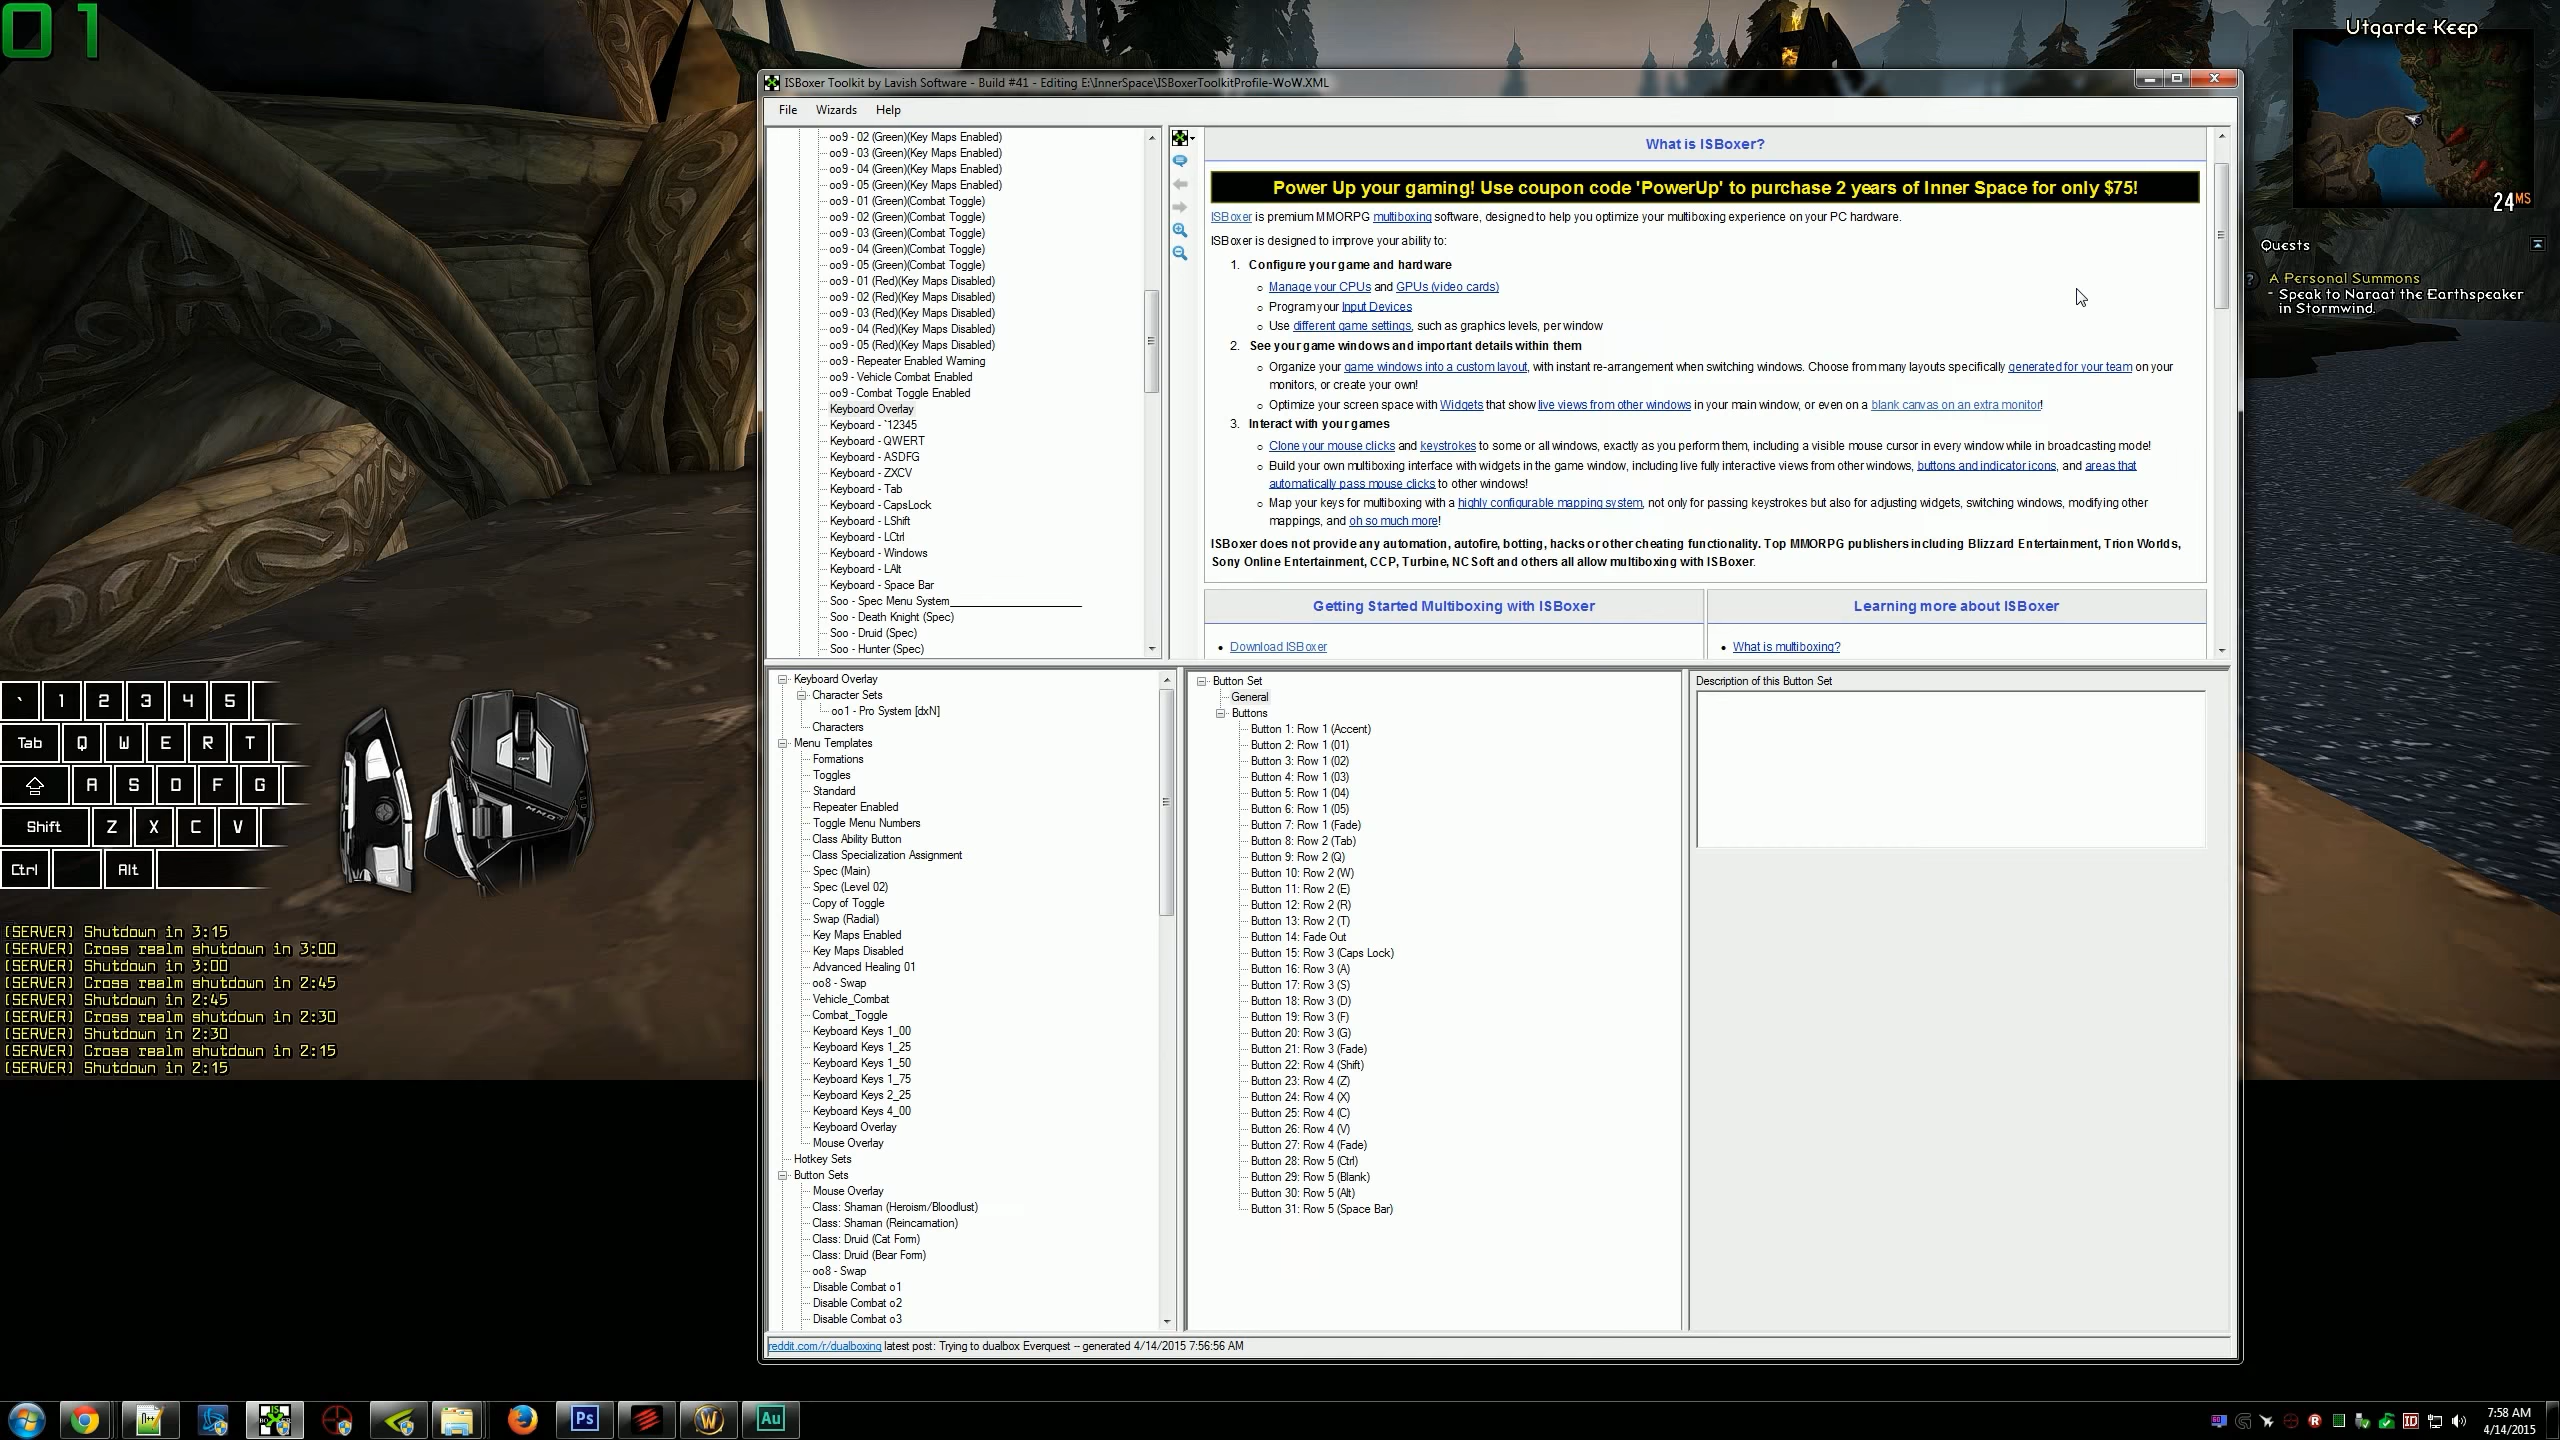 01
Utgarde Keep
24MS
Quests
A Personal Summons
- Speak to Naraat the Earthspeaker
in Stormwind.
ISBoxer Toolkit by Lavish Software - Build #41 - Editing E:\InnerSpace\ISBoxerToolkitProfile-WoW.XML
File Wizards Help
oo9 - 02 (Green)(Key Maps Enabled)
oo9 - 03 (Green)(Key Maps Enabled)
oo9 - 04 (Green)(Key Maps Enabled)
oo9 - 05 (Green)(Key Maps Enabled)
oo9 - 01 (Green)(Combat Toggle)
oo9 - 02 (Green)(Combat Toggle)
oo9 - 03 (Green)(Combat Toggle)
oo9 - 04 (Green)(Combat Toggle)
oo9 - 05 (Green)(Combat Toggle)
oo9 - 01 (Red)(Key Maps Disabled)
oo9 - 02 (Red)(Key Maps Disabled)
oo9 - 03 (Red)(Key Maps Disabled)
oo9 - 04 (Red)(Key Maps Disabled)
oo9 - 05 (Red)(Key Maps Disabled)
oo9 - Repeater Enabled Warning
oo9 - Vehicle Combat Enabled
oo9 - Combat Toggle Enabled
Keyboard Overlay
Keyboard - `12345
Keyboard - QWERT
Keyboard - ASDFG
Keyboard - ZXCV
Keyboard - Tab
Keyboard - CapsLock
Keyboard - LShift
Keyboard - LCtrl
Keyboard - Windows
Keyboard - LAlt
Keyboard - Space Bar
Soo - Spec Menu System______________________
Soo - Death Knight (Spec)
Soo - Druid (Spec)
Soo - Hunter (Spec)
What is ISBoxer?
Power Up your gaming! Use coupon code 'PowerUp' to purchase 2 years of Inner Space for only $75!
ISBoxer is premium MMORPG multiboxing software, designed to help you optimize your multiboxing experience on your PC hardware.
ISBoxer is designed to improve your ability to:
1. Configure your game and hardware
Manage your CPUs and GPUs (video cards)
Program your Input Devices
Use different game settings, such as graphics levels, per window
2. See your game windows and important details within them
Organize your game windows into a custom layout, with instant re-arrangement when switching windows. Choose from many layouts specifically generated for your team on your
monitors, or create your own!
Optimize your screen space with Widgets that show live views from other windows in your main window, or even on a blank canvas on an extra monitor!
3. Interact with your games
Clone your mouse clicks and keystrokes to some or all windows, exactly as you perform them, including a visible mouse cursor in every window while in broadcasting mode!
Build your own multiboxing interface with widgets in the game window, including live fully interactive views from other windows, buttons and indicator icons, and areas that
automatically pass mouse clicks to other windows!
Map your keys for multiboxing with a highly configurable mapping system, not only for passing keystrokes but also for adjusting widgets, switching windows, modifying other
mappings, and oh so much more!
ISBoxer does not provide any automation, autofire, botting, hacks or other cheating functionality. Top MMORPG publishers including Blizzard Entertainment, Trion Worlds,
Sony Online Entertainment, CCP, Turbine, NCSoft and others all allow multiboxing with ISBoxer.
Getting Started Multiboxing with ISBoxer
Learning more about ISBoxer
Download ISBoxer
What is multiboxing?
Keyboard Overlay
Character Sets
oo1 - Pro System [dxN]
Characters
Menu Templates
Formations
Toggles
Standard
Repeater Enabled
Toggle Menu Numbers
Class Ability Button
Class Specialization Assignment
Spec (Main)
Spec (Level 02)
Copy of Toggle
Swap (Radial)
Key Maps Enabled
Key Maps Disabled
Advanced Healing 01
oo8 - Swap
Vehicle_Combat
Combat_Toggle
Keyboard Keys 1_00
Keyboard Keys 1_25
Keyboard Keys 1_50
Keyboard Keys 1_75
Keyboard Keys 2_25
Keyboard Keys 4_00
Keyboard Overlay
Mouse Overlay
Hotkey Sets
Button Sets
Mouse Overlay
Class: Shaman (Heroism/Bloodlust)
Class: Shaman (Reincarnation)
Class: Druid (Cat Form)
Class: Druid (Bear Form)
oo8 - Swap
Disable Combat o1
Disable Combat o2
Disable Combat o3
Button Set
General
Buttons
Button 1: Row 1 (Accent)
Button 2: Row 1 (01)
Button 3: Row 1 (02)
Button 4: Row 1 (03)
Button 5: Row 1 (04)
Button 6: Row 1 (05)
Button 7: Row 1 (Fade)
Button 8: Row 2 (Tab)
Button 9: Row 2 (Q)
Button 10: Row 2 (W)
Button 11: Row 2 (E)
Button 12: Row 2 (R)
Button 13: Row 2 (T)
Button 14: Fade Out
Button 15: Row 3 (Caps Lock)
Button 16: Row 3 (A)
Button 17: Row 3 (S)
Button 18: Row 3 (D)
Button 19: Row 3 (F)
Button 20: Row 3 (G)
Button 21: Row 3 (Fade)
Button 22: Row 4 (Shift)
Button 23: Row 4 (Z)
Button 24: Row 4 (X)
Button 25: Row 4 (C)
Button 26: Row 4 (V)
Button 27: Row 4 (Fade)
Button 28: Row 5 (Ctrl)
Button 29: Row 5 (Blank)
Button 30: Row 5 (Alt)
Button 31: Row 5 (Space Bar)
Description of this Button Set
reddit.com/r/dualboxing latest post: Trying to dualbox Everquest -- generated 4/14/2015 7:56:56 AM
` 1 2 3 4 5
Tab Q W E R T
A S D F G
Shift Z X C V
Ctrl Alt
MMO
[SERVER] Shutdown in 3:15
[SERVER] Cross realm shutdown in 3:00
[SERVER] Shutdown in 3:00
[SERVER] Cross realm shutdown in 2:45
[SERVER] Shutdown in 2:45
[SERVER] Cross realm shutdown in 2:30
[SERVER] Shutdown in 2:30
[SERVER] Cross realm shutdown in 2:15
[SERVER] Shutdown in 2:15
Ps
W
Au
7:58 AM
4/14/2015